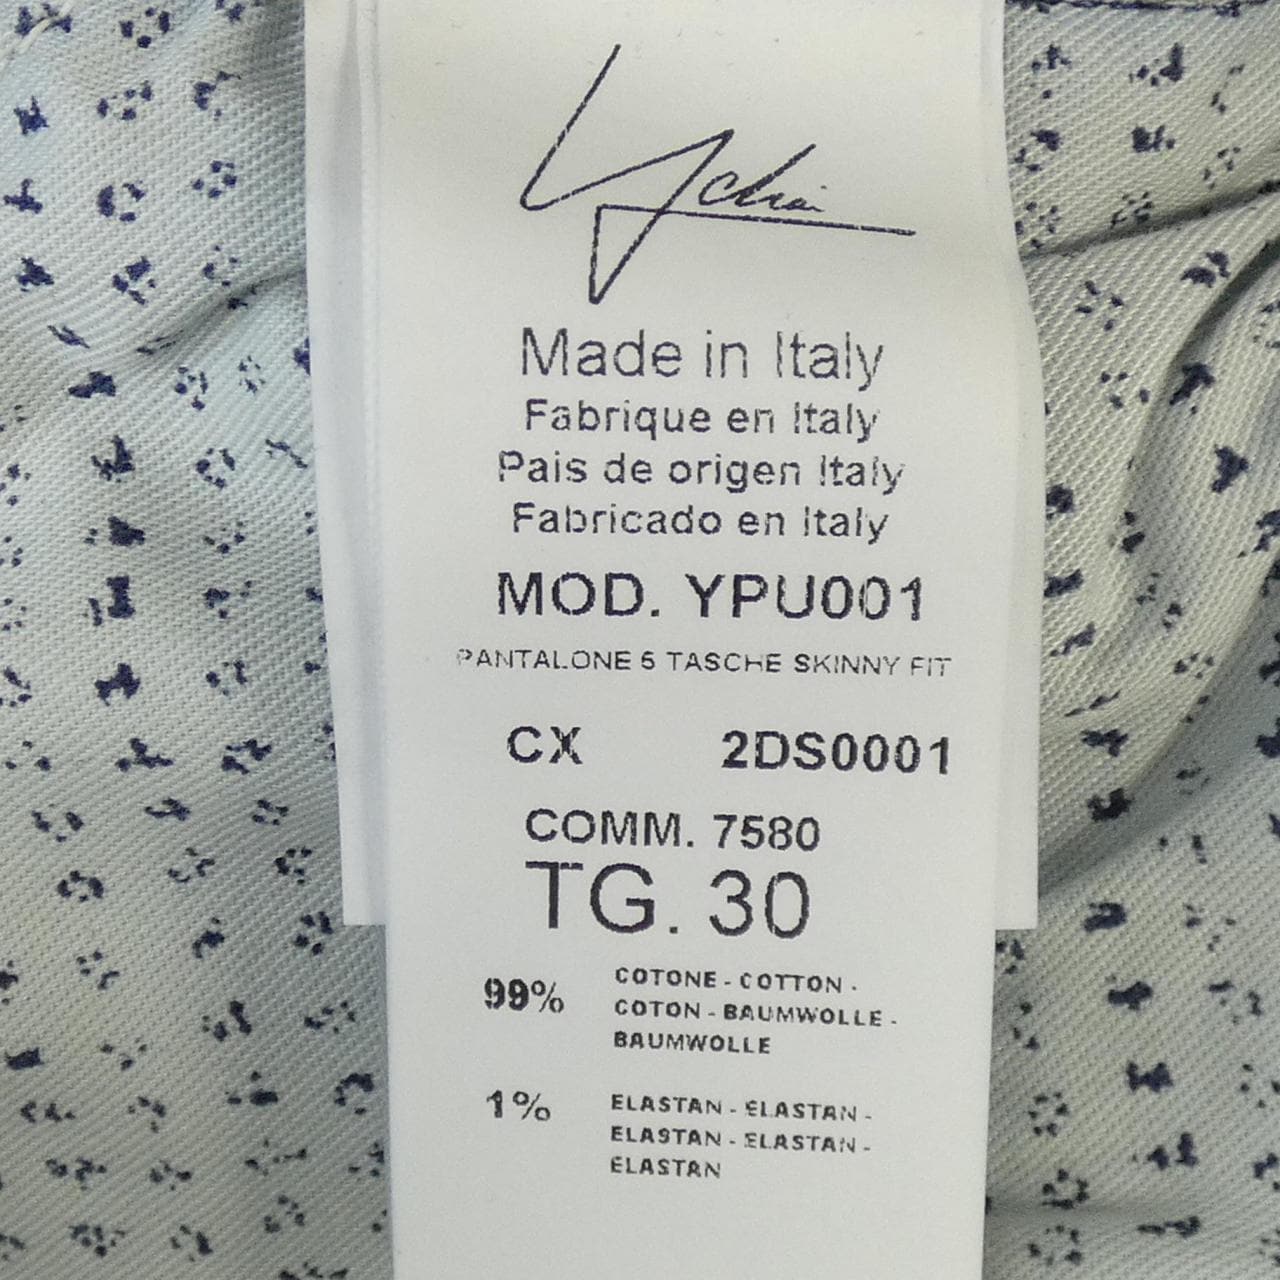 Made in Italy
Fabrique en Italy
Pais de origen Italy
Fabricado en Italy
MOD. YPU001
PANTALONE 5 TASCHE SKINNY FIT
CX 2DS0001
COMM. 7580
TG. 30
99% COTONE - COTTON -
COTON - BAUMWOLLE -
BAUMWOLLE
1% ELASTAN - ELASTAN -
ELASTAN - ELASTAN -
ELASTAN